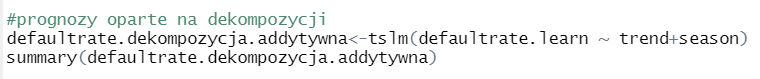 #prognozy oparte na dekompozycji
defaultrate.dekompozycja.addytywna<-tslm(defaultrate.learn ~ trend+season)
summary(defaultrate.dekompozycja.addytywna)